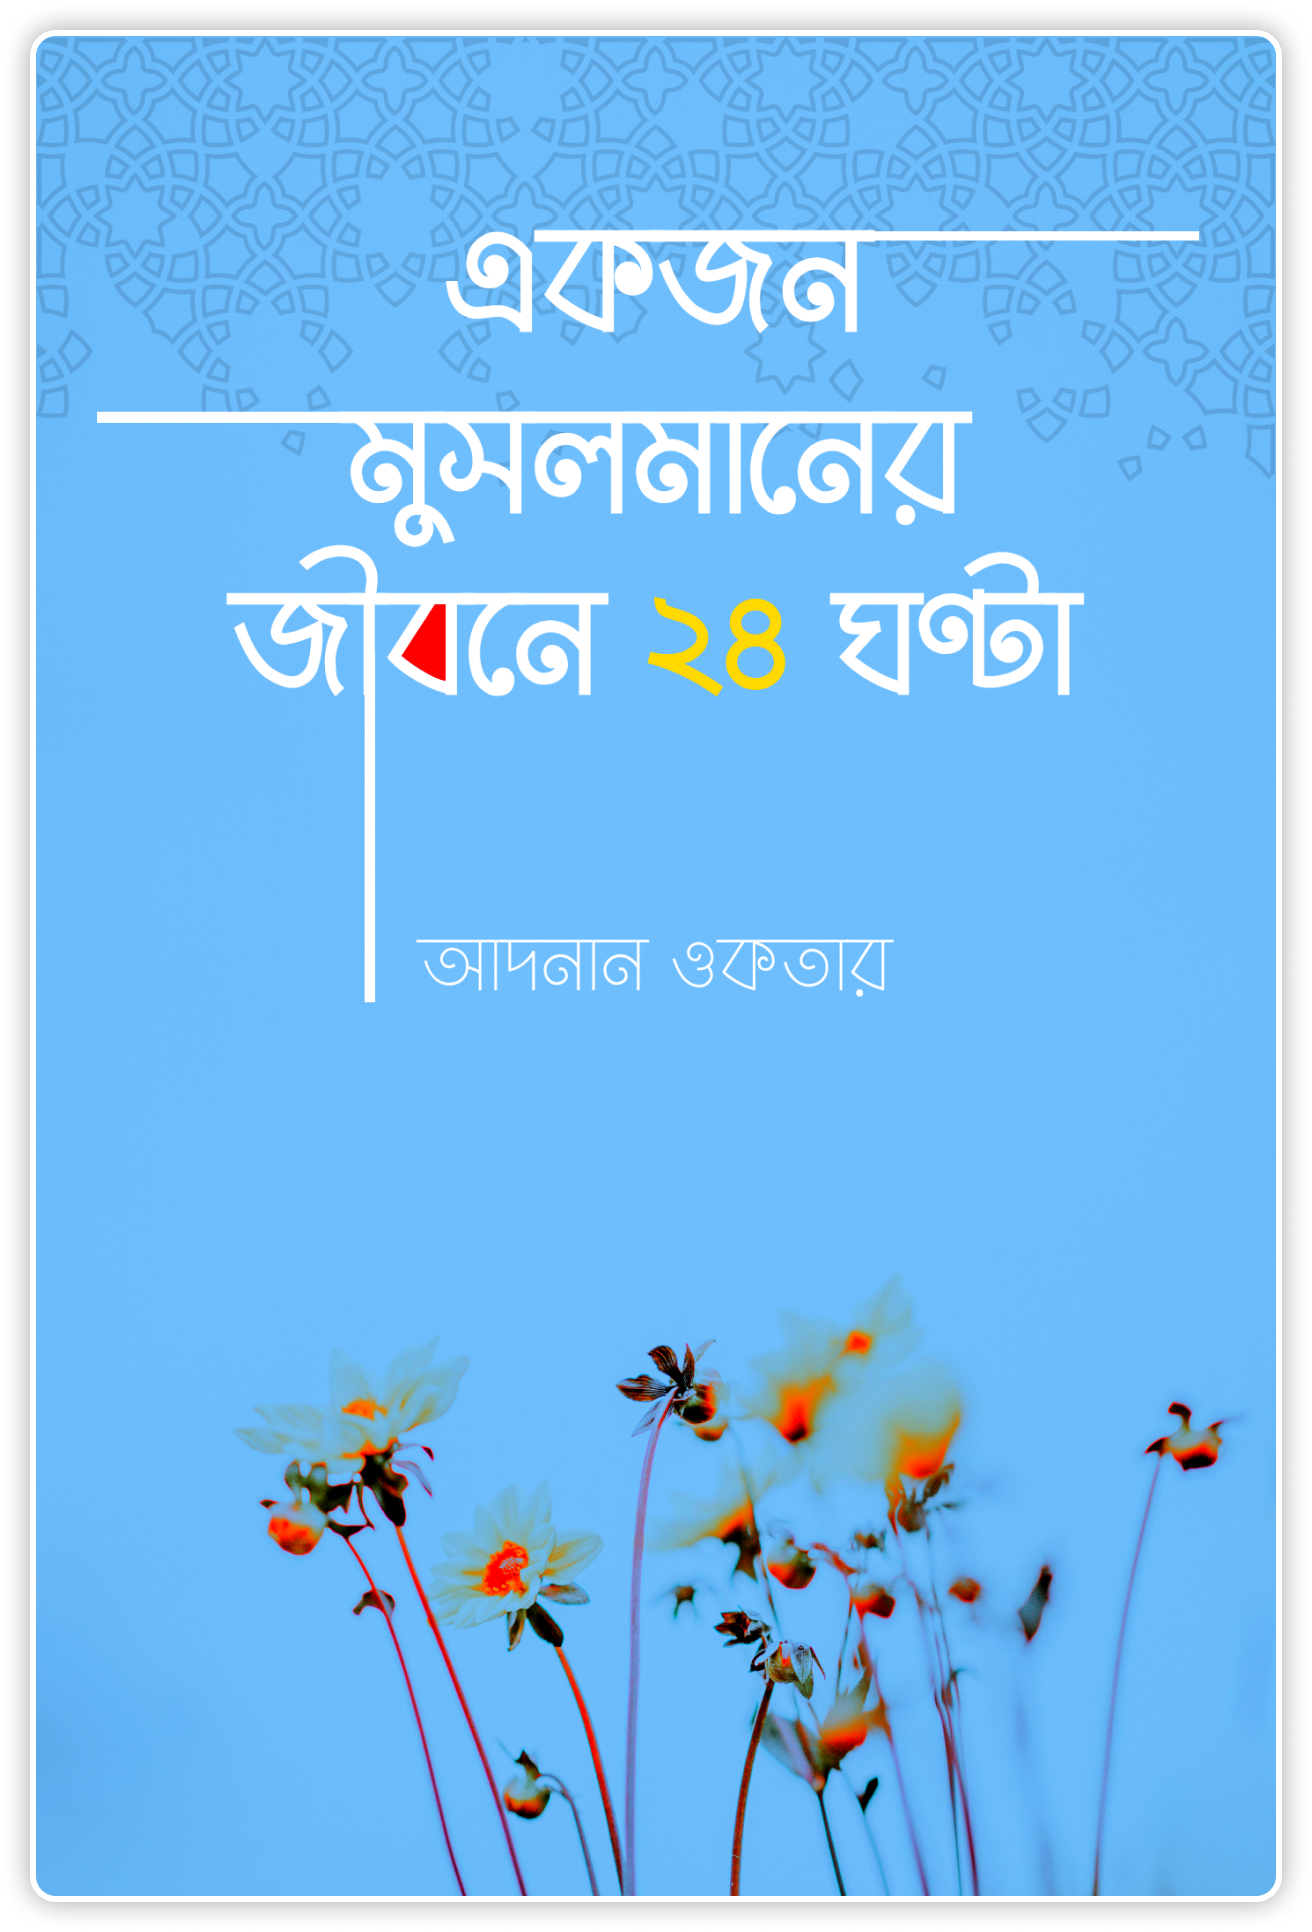 একজন
মুসলমানের
জীবনে ২৪ ঘণ্টা
আদনান ওকতার